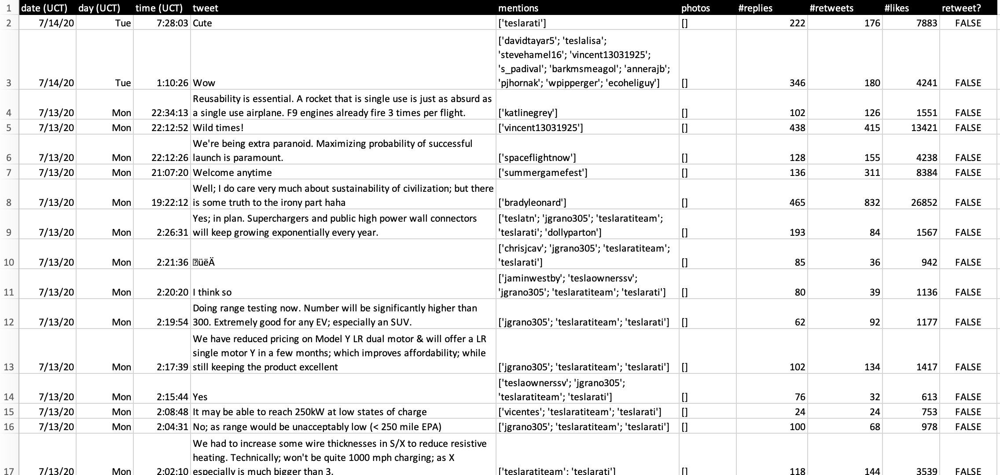 1 date (UCT) day (UCT) time (UCT) tweet mentions photos #replies #retweets #likes retweet?
2 7/14/20 Tue 7:28:03 Cute ['teslarati'] [] 222 176 7883 FALSE
['davidtayar5'; 'teslalisa';
'stevehamel16'; 'vincent13031925';
's_padival'; 'barkmsmeagol'; 'annerajb';
3 7/14/20 Tue 1:10:26 Wow 'pjhornak'; 'wpipperger'; 'ecoheliguy'] [] 346 180 4241 FALSE
Reusability is essential. A rocket that is single use is just as absurd as
4 7/13/20 Mon 22:34:13 a single use airplane. F9 engines already fire 3 times per flight. ['katlinegrey'] [] 102 126 1551 FALSE
5 7/13/20 Mon 22:12:52 Wild times! ['vincent13031925'] [] 438 415 13421 FALSE
We're being extra paranoid. Maximizing probability of successful
6 7/13/20 Mon 22:12:26 launch is paramount. ['spaceflightnow'] [] 128 155 4238 FALSE
7 7/13/20 Mon 21:07:20 Welcome anytime ['summergamefest'] [] 136 311 8384 FALSE
Well; I do care very much about sustainability of civilization; but there
8 7/13/20 Mon 19:22:12 is some truth to the irony part haha ['bradyleonard'] [] 465 832 26852 FALSE
Yes; in plan. Superchargers and public high power wall connectors ['teslatn'; 'jgrano305'; 'teslaratiteam';
9 7/13/20 Mon 2:26:31 will keep growing exponentially every year. 'teslarati'; 'dollyparton'] [] 193 84 1567 FALSE
['chrisjcav'; 'jgrano305'; 'teslaratiteam';
10 7/13/20 Mon 2:21:36 üëÄ 'teslarati'] [] 85 36 942 FALSE
['jaminwestby'; 'teslaownerssv';
11 7/13/20 Mon 2:20:20 I think so 'jgrano305'; 'teslaratiteam'; 'teslarati'] [] 80 39 1136 FALSE
Doing range testing now. Number will be significantly higher than
12 7/13/20 Mon 2:19:54 300. Extremely good for any EV; especially an SUV. ['jgrano305'; 'teslaratiteam'; 'teslarati'] [] 62 92 1177 FALSE
We have reduced pricing on Model Y LR dual motor & will offer a LR
single motor Y in a few months; which improves affordability; while
13 7/13/20 Mon 2:17:39 still keeping the product excellent ['jgrano305'; 'teslaratiteam'; 'teslarati'] [] 102 134 1417 FALSE
['teslaownerssv'; 'jgrano305';
14 7/13/20 Mon 2:15:44 Yes 'teslaratiteam'; 'teslarati'] [] 76 32 613 FALSE
15 7/13/20 Mon 2:08:48 It may be able to reach 250kW at low states of charge ['vicentes'; 'teslaratiteam'; 'teslarati'] [] 24 24 753 FALSE
16 7/13/20 Mon 2:04:31 No; as range would be unacceptably low (< 250 mile EPA) ['jgrano305'; 'teslaratiteam'; 'teslarati'] [] 100 68 978 FALSE
We had to increase some wire thicknesses in S/X to reduce resistive
heating. Technically; won't be quite 1000 mph charging; as X
17 7/13/20 Mon 2:02:10 especially is much bigger than 3. ['teslaratiteam'; 'teslarati'] [] 118 144 3539 FALSE